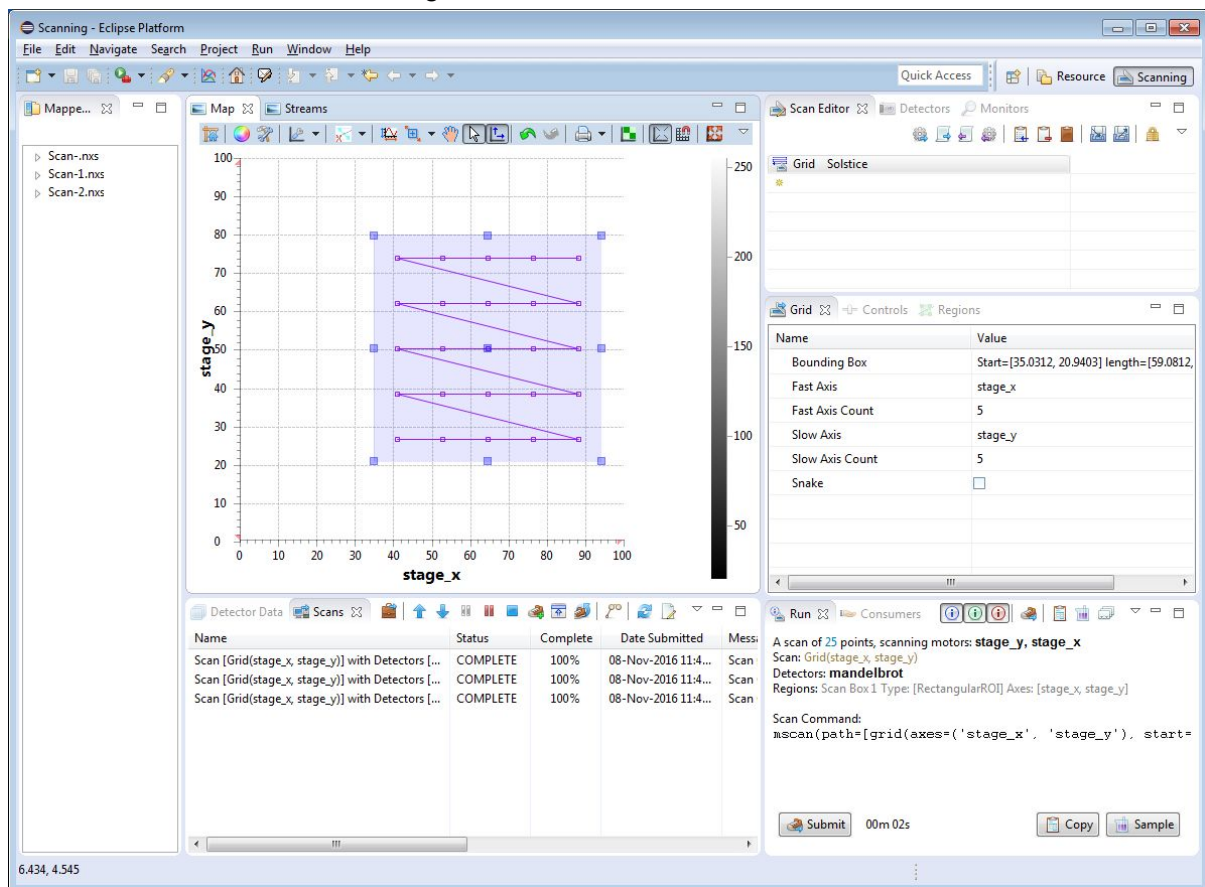 Scanning - Eclipse Platform
File Edit Navigate Search Project Run Window Help
Quick Access Resource Scanning
Mappe...
Scan-.nxs
Scan-1.nxs
Scan-2.nxs
Map Streams
100
90
80
70
60
50
40
30
20
10
0
stage_y
0 10 20 30 40 50 60 70 80 90 100
stage_x
250
200
150
100
50
Scan Editor Detectors Monitors
Grid Solstice
Grid Controls Regions
Name Value
Bounding Box Start=[35.0312, 20.9403] length=[59.0812,
Fast Axis stage_x
Fast Axis Count 5
Slow Axis stage_y
Slow Axis Count 5
Snake
Detector Data Scans
Name Status Complete Date Submitted Mess
Scan [Grid(stage_x, stage_y)] with Detectors [... COMPLETE 100% 08-Nov-2016 11:4... Scan
Scan [Grid(stage_x, stage_y)] with Detectors [... COMPLETE 100% 08-Nov-2016 11:4... Scan
Scan [Grid(stage_x, stage_y)] with Detectors [... COMPLETE 100% 08-Nov-2016 11:4... Scan
Run Consumers
A scan of 25 points, scanning motors: stage_y, stage_x
Scan: Grid(stage_x, stage_y)
Detectors: mandelbrot
Regions: Scan Box 1 Type: [RectangularROI] Axes: [stage_x, stage_y]
Scan Command:
mscan(path=[grid(axes=('stage_x', 'stage_y'), start=
Submit 00m 02s Copy Sample
6.434, 4.545